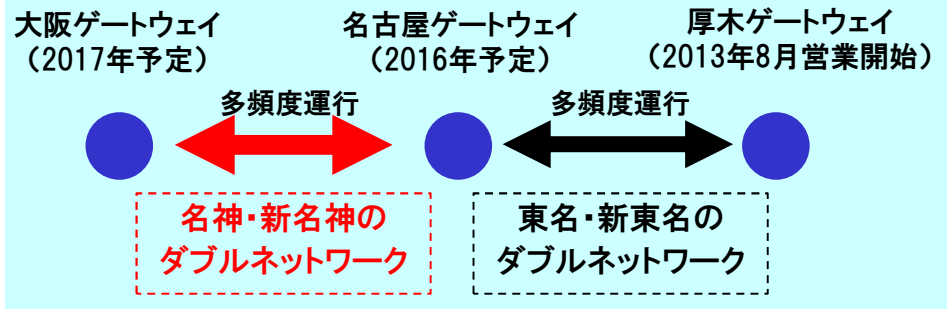 大阪ゲートウェイ
（2017年予定）
名古屋ゲートウェイ
（2016年予定）
厚木ゲートウェイ
（2013年8月営業開始）
多頻度運行
多頻度運行
名神・新名神の
ダブルネットワーク
東名・新東名の
ダブルネットワーク